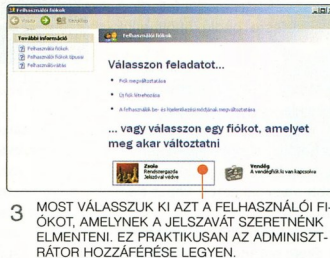 Felhasználói fiókok
Vissza
Kezdőlap
Felhasználói fiókok
További információ
Felhasználói fiókok
Felhasználói fiókok típusai
Felhasználóváltás
Válasszon feladatot...
Fiók megváltoztatása
Új fiók létrehozása
A felhasználók be- és kijelentkezési módjának megváltoztatása
... vagy válasszon egy fiókot, amelyet
meg akar változtatni
Zsolt
Rendszergazda
Jelszóval védve
Vendég
A vendégfiók ki van kapcsolva
3 MOST VÁLASSZUK KI AZT A FELHASZNÁLÓI FI-
ÓKOT, AMELYNEK A JELSZAVÁT SZERETNÉNK
ELMENTENI. EZ PRAKTIKUSAN AZ ADMINISZT-
RÁTOR HOZZÁFÉRÉSE LEGYEN.